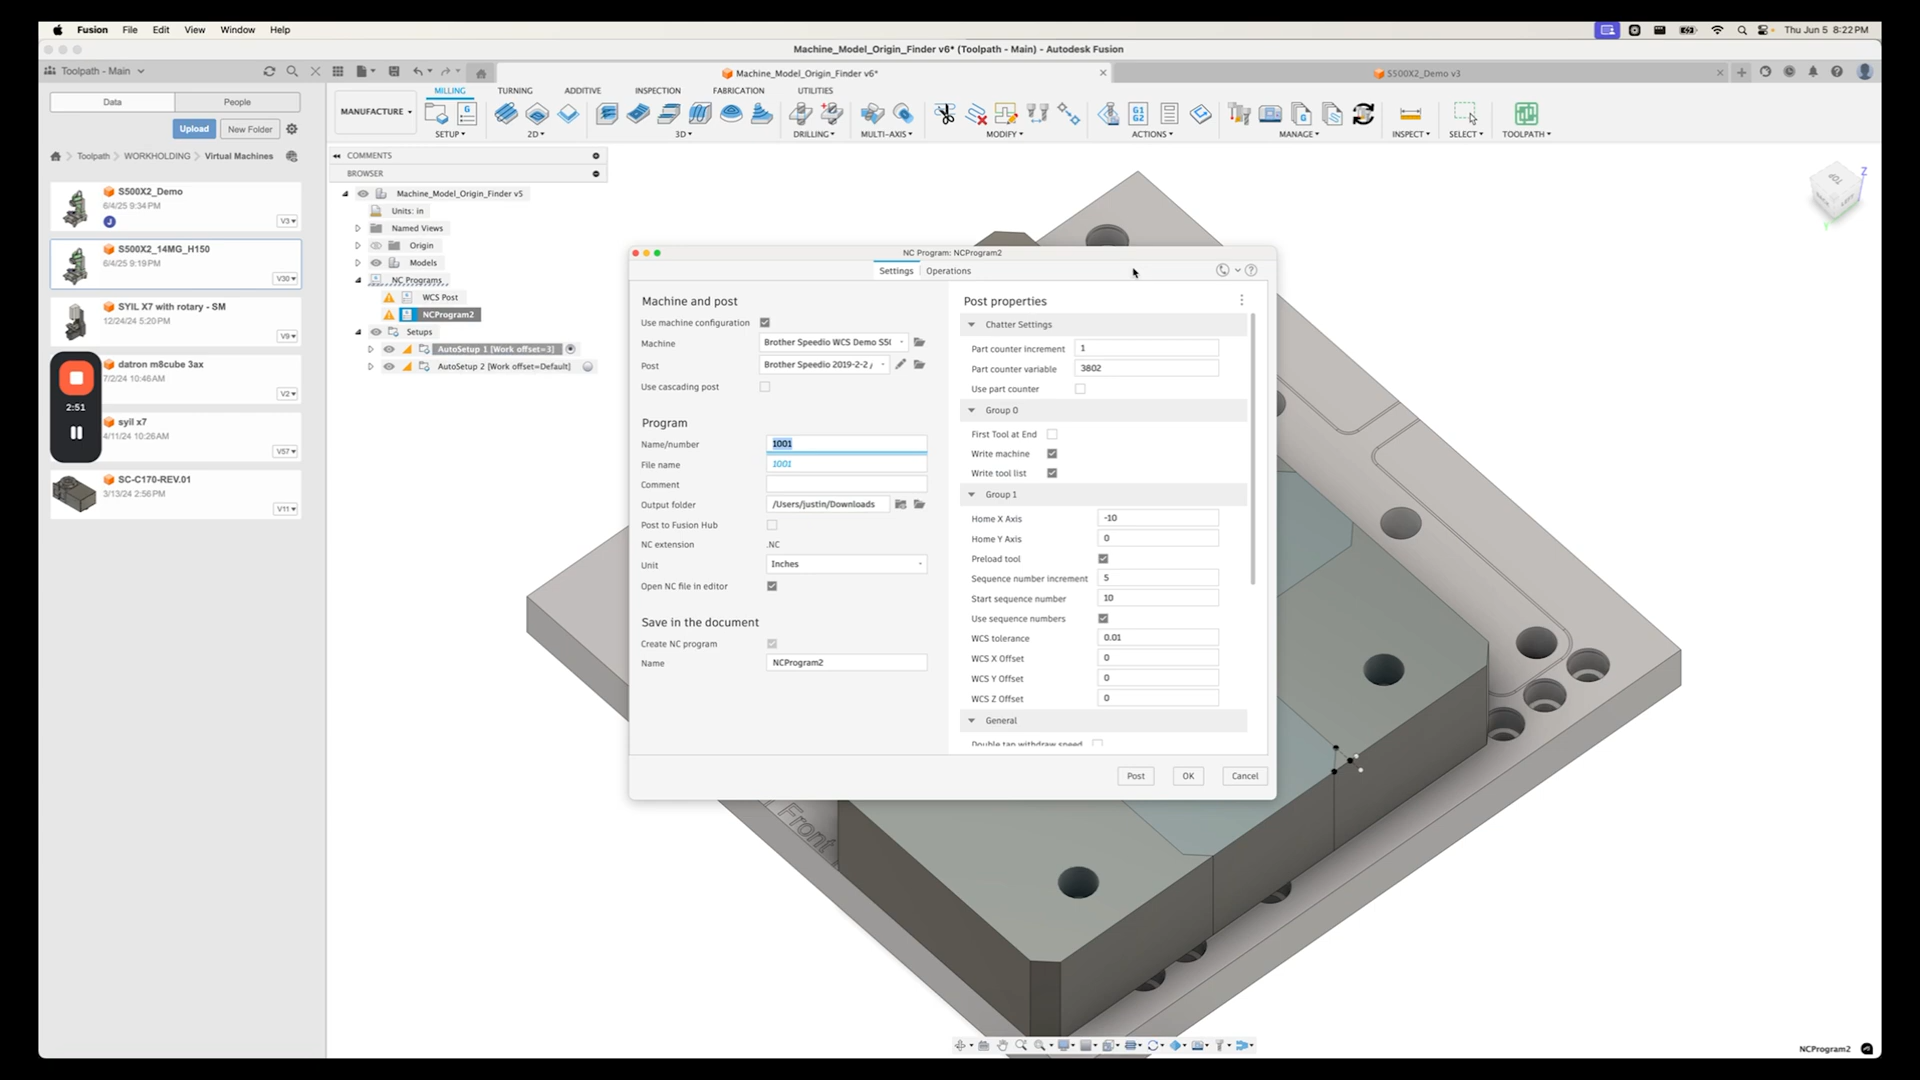 Fusion File Edit View Window Help
Thu Jun 5 8:22 PM
Machine_Model_Origin_Finder v6* (Toolpath - Main) - Autodesk Fusion
Toolpath - Main
Machine_Model_Origin_Finder v6*
S500X2_Demo v3
Data People
Upload New Folder
Toolpath > WORKHOLDING > Virtual Machines
S500X2_Demo
6/4/25 9:34 PM
J
V3
S500X2_14MG_H150
6/4/25 9:19 PM
V30
SYIL X7 with rotary - SM
12/24/24 5:20 PM
V9
datron m8cube 3ax
7/2/24 10:46 AM
V2
2:51
syil x7
4/11/24 10:26 AM
V57
SC-C170-REV.01
3/13/24 2:56 PM
V11
MANUFACTURE
MILLING TURNING ADDITIVE INSPECTION FABRICATION UTILITIES
G1
G2
SETUP 2D 3D DRILLING MULTI-AXIS MODIFY ACTIONS MANAGE INSPECT SELECT TOOLPATH
COMMENTS
BROWSER
Machine_Model_Origin_Finder v5
Units: in
Named Views
Origin
Models
NC Programs
WCS Post
NCProgram2
Setups
AutoSetup 1 [Work offset=3]
AutoSetup 2 [Work offset=Default]
NC Program: NCProgram2
Settings Operations
Machine and post
Use machine configuration
Machine Brother Speedio WCS Demo S50
Post Brother Speedio 2019-2-2
Use cascading post
Program
Name/number 1001
File name 1001
Comment
Output folder /Users/justin/Downloads
Post to Fusion Hub
NC extension .NC
Unit Inches
Open NC file in editor
Save in the document
Create NC program
Name NCProgram2
Post properties
Chatter Settings
Part counter increment 1
Part counter variable 3802
Use part counter
Group 0
First Tool at End
Write machine
Write tool list
Group 1
Home X Axis -10
Home Y Axis 0
Preload tool
Sequence number increment 5
Start sequence number 10
Use sequence numbers
WCS tolerance 0.01
WCS X Offset 0
WCS Y Offset 0
WCS Z Offset 0
General
Double tap withdraw speed
Post OK Cancel
TOP
BACK LEFT
Z
Y
Front
NCProgram2